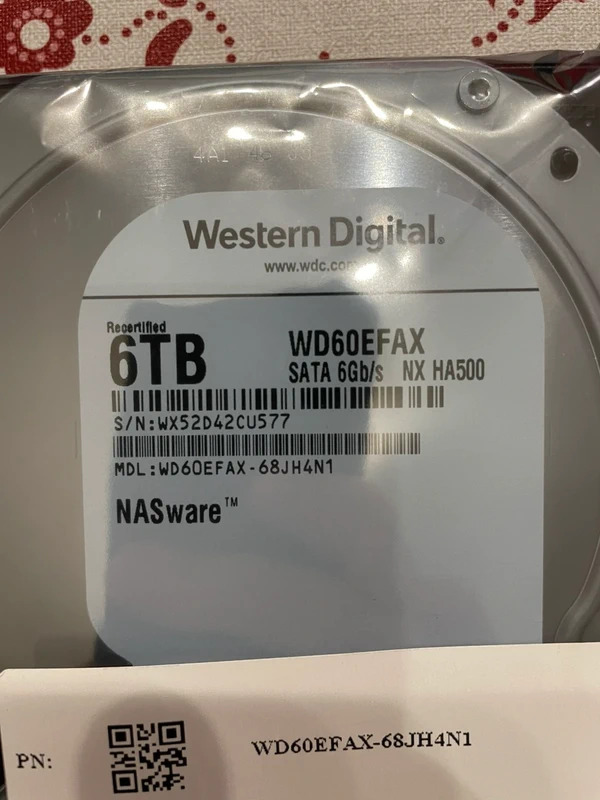 Western Digital®
www.wdc.com
Recertified
6TB
WD60EFAX
SATA 6Gb/s NX HA500
S/N:WX52D42CU577
MDL:WD60EFAX-68JH4N1
NASware™
PN:
WD60EFAX-68JH4N1